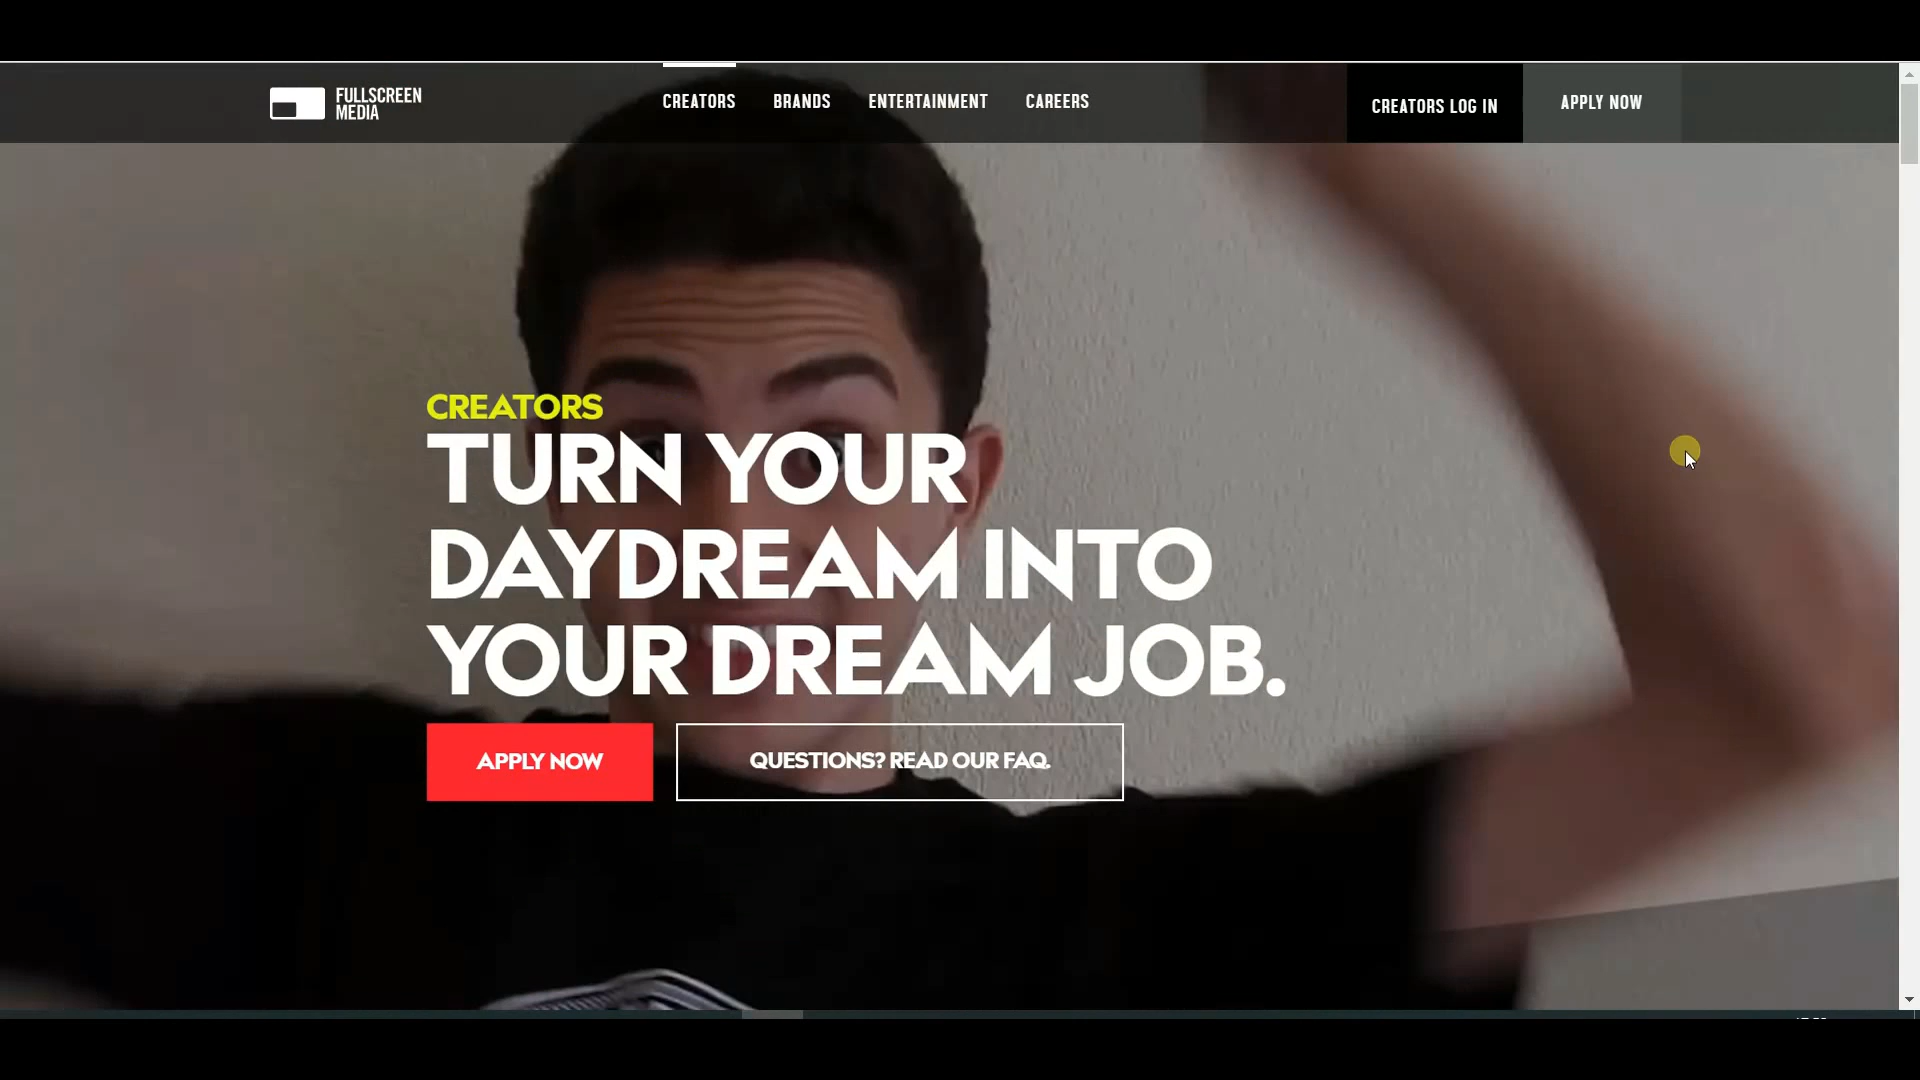 FULLSCREEN
MEDIA
CREATORS
BRANDS
ENTERTAINMENT
CAREERS
CREATORS LOG IN
APPLY NOW
CREATORS
TURN YOUR
DAYDREAM INTO
YOUR DREAM JOB.
APPLY NOW
QUESTIONS? READ OUR FAQ.